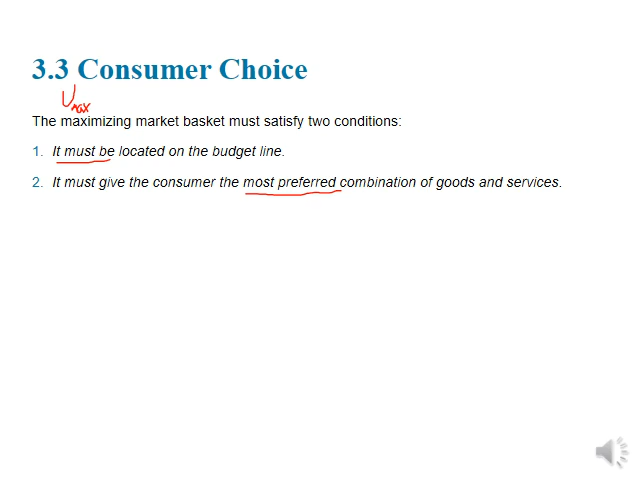 3.3 Consumer Choice
Umax
The maximizing market basket must satisfy two conditions:
1. It must be located on the budget line.
2. It must give the consumer the most preferred combination of goods and services.